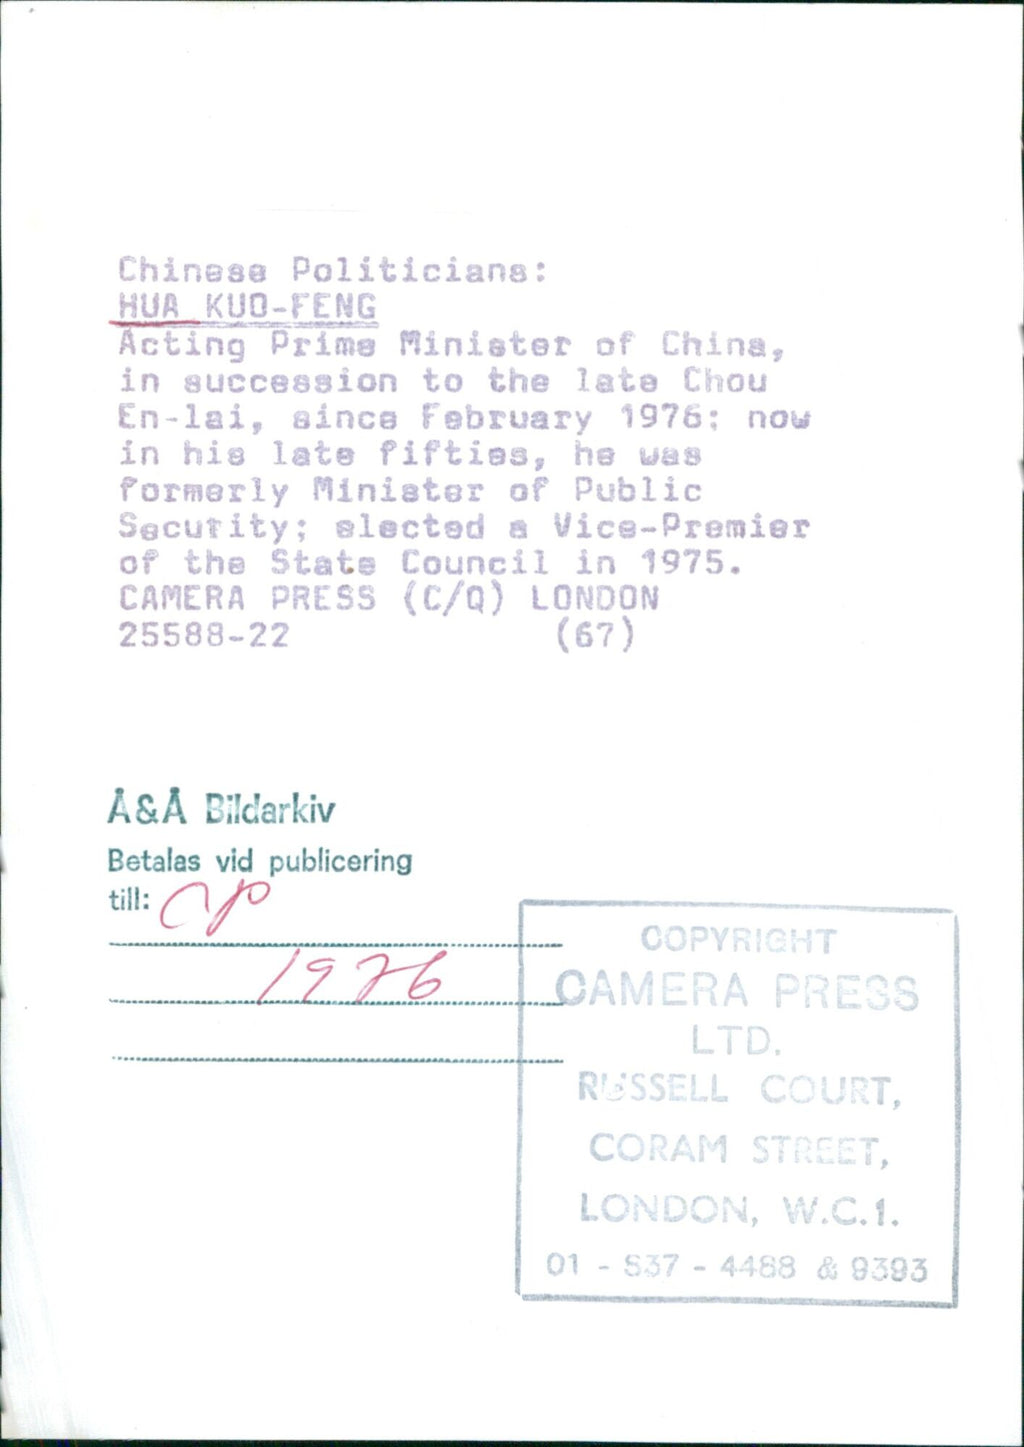 Chinese Politicians:
HUA KUO-FENG
Acting Prime Minister of China,
in succession to the late Chou
En-lai, since February 1976; now
in his late fifties, he was
formerly Minister of Public
Security; elected a Vice-Premier
of the State Council in 1975.
CAMERA PRESS (C/Q) LONDON
25588-22 (67)
Å&Å Bildarkiv
Betalas vid publicering
till: CP
1976
COPYRIGHT
CAMERA PRESS
LTD.
RUSSELL COURT,
CORAM STREET,
LONDON, W.C.1.
01 - 837 - 4488 & 9393